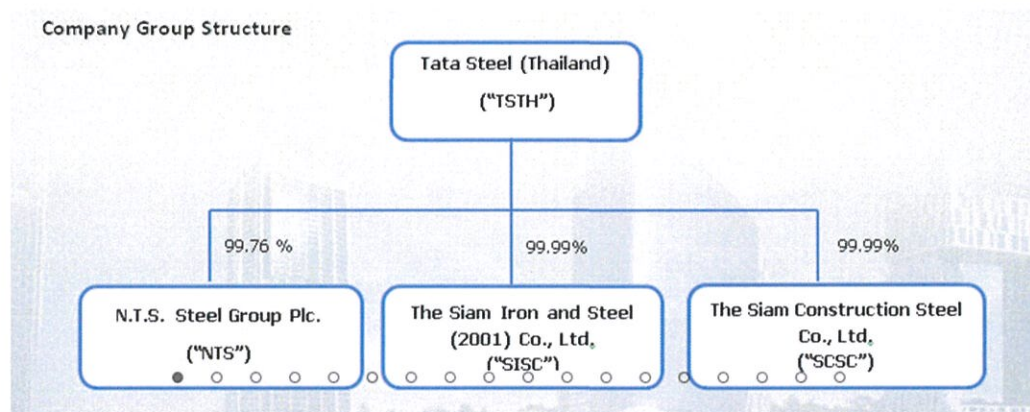 Company Group Structure
Tata Steel (Thailand)
("TSTH")
99.76 %
99.99%
99.99%
N.T.S. Steel Group Plc.
("NTS")
The Siam Iron and Steel
(2001) Co., Ltd.
("SISC")
The Siam Construction Steel
Co., Ltd.
("SCSC")